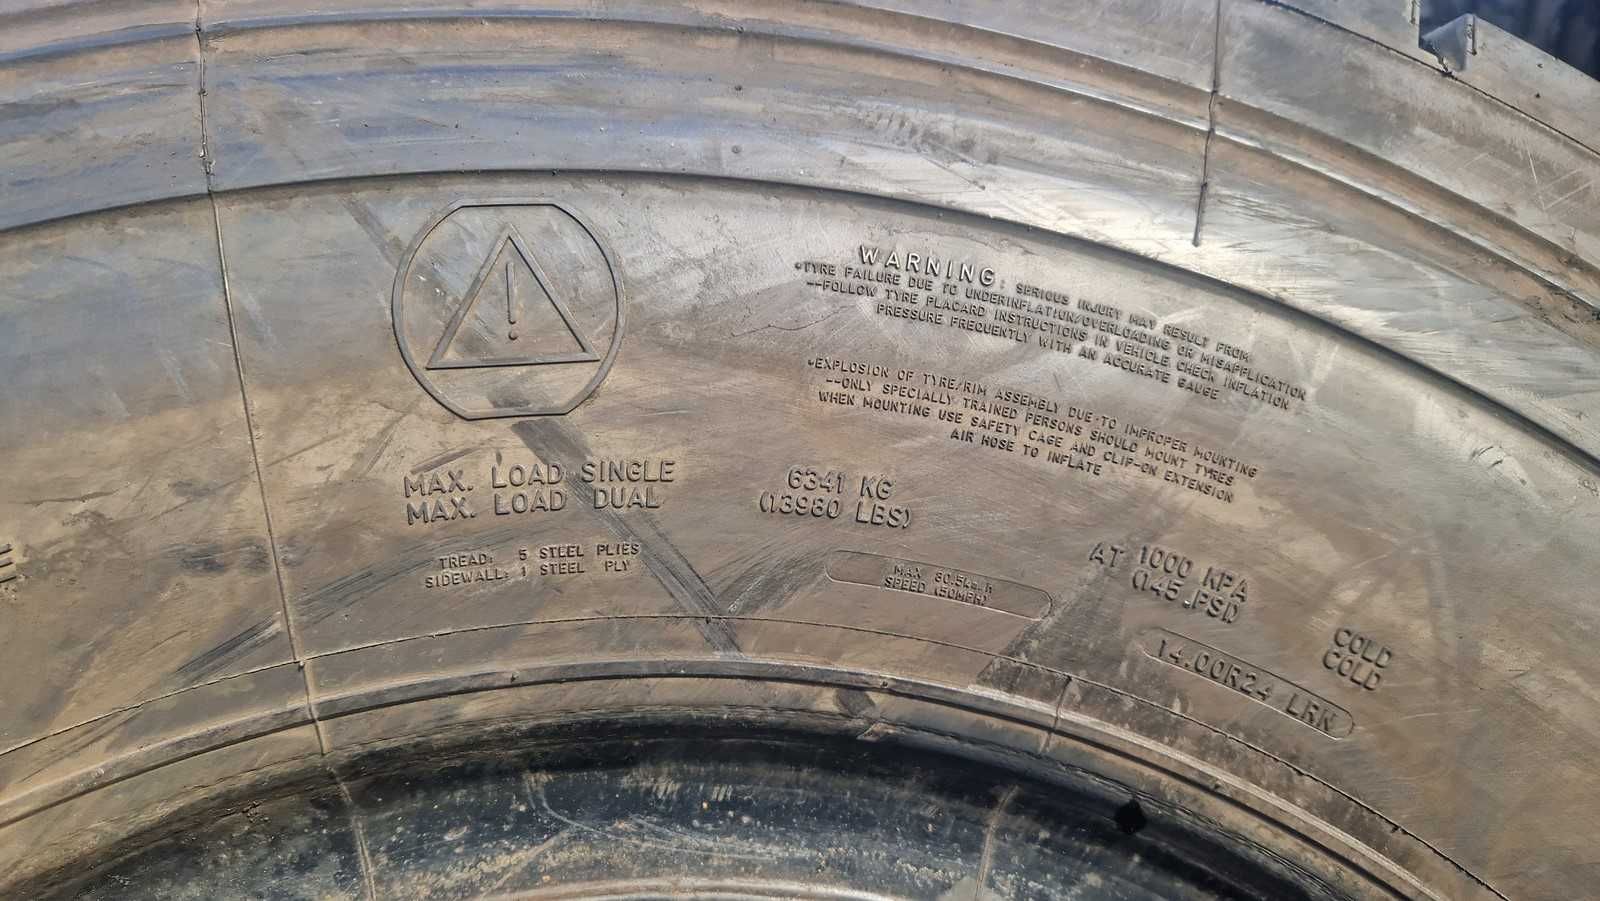 WARNING: SERIOUS INJURY MAY RESULT FROM:
•TYRE FAILURE DUE TO UNDERINFLATION/OVERLOADING OR MISAPPLICATION
--FOLLOW TYRE PLACARD INSTRUCTIONS IN VEHICLE CHECK INFLATION
PRESSURE FREQUENTLY WITH AN ACCURATE GAUGE
•EXPLOSION OF TYRE/RIM ASSEMBLY DUE TO IMPROPER MOUNTING
--ONLY SPECIALLY TRAINED PERSONS SHOULD MOUNT TYRES
WHEN MOUNTING USE SAFETY CAGE AND CLIP-ON EXTENSION
AIR HOSE TO INFLATE
MAX. LOAD SINGLE 6341 KG
MAX. LOAD DUAL (13980 LBS)
AT 1000 KPA COLD
(145 PSI) COLD
TREAD: 5 STEEL PLIES
SIDEWALL: 1 STEEL PLY
MAX 80.5km/h
SPEED (50MPH)
14.00R24 LRN